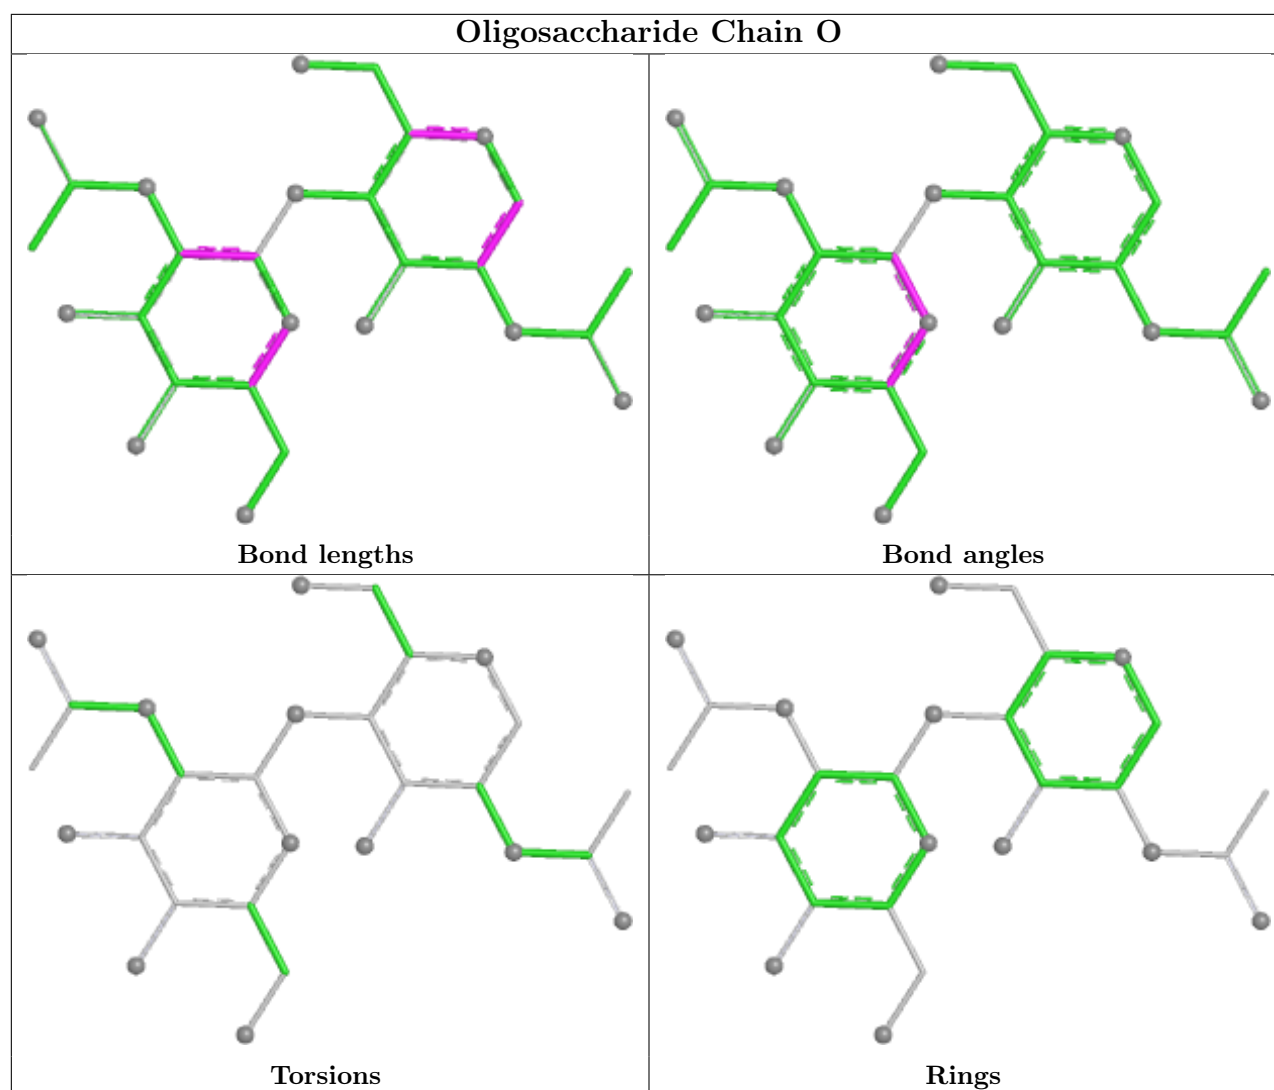 Oligosaccharide Chain O
Bond lengths
Bond angles
Torsions
Rings